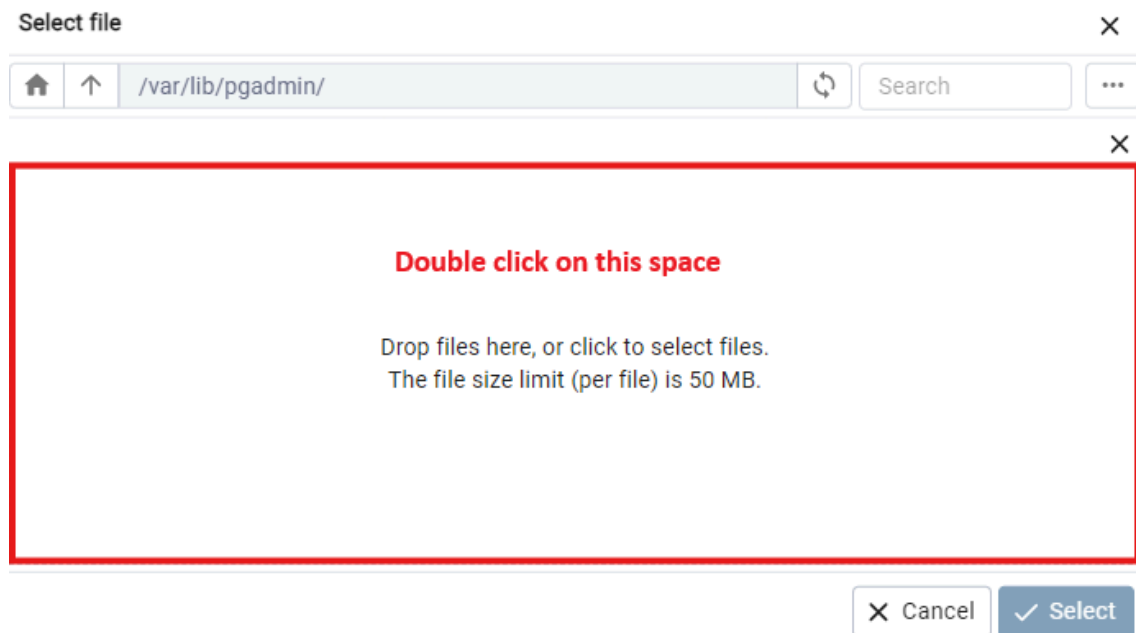 Select file
/var/lib/pgadmin/
Search
Double click on this space
Drop files here, or click to select files.
The file size limit (per file) is 50 MB.
Cancel
Select